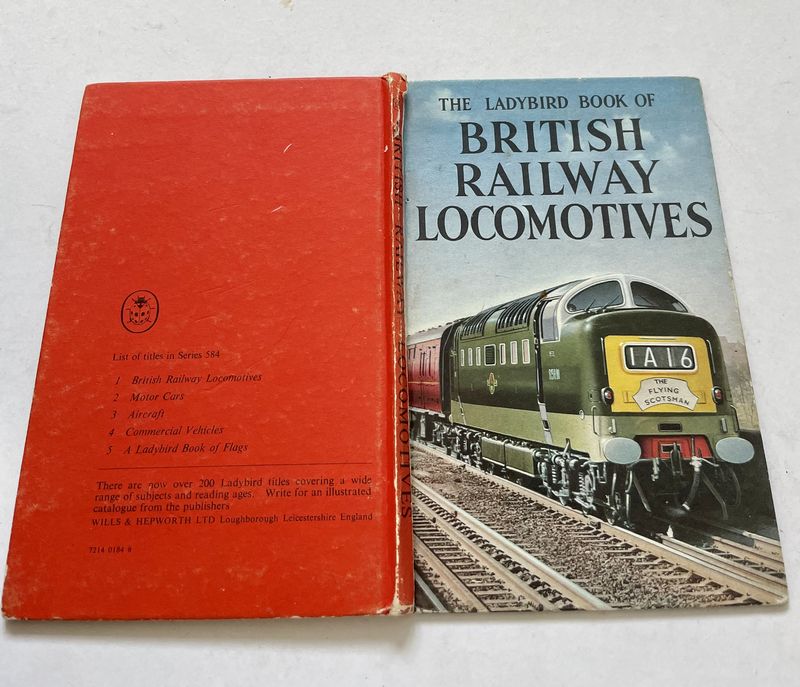 List of titles in Series 584
1 British Railway Locomotives
2 Motor Cars
3 Aircraft
4 Commercial Vehicles
5 A Ladybird Book of Flags
There are now over 200 Ladybird titles covering a wide
range of subjects and reading ages. Write for an illustrated
catalogue from the publishers
WILLS & HEPWORTH LTD Loughborough Leicestershire England
7214 0184 8
BRITISH RAILWAY LOCOMOTIVES
THE LADYBIRD BOOK OF
BRITISH
RAILWAY
LOCOMOTIVES
1A16
THE
FLYING
SCOTSMAN